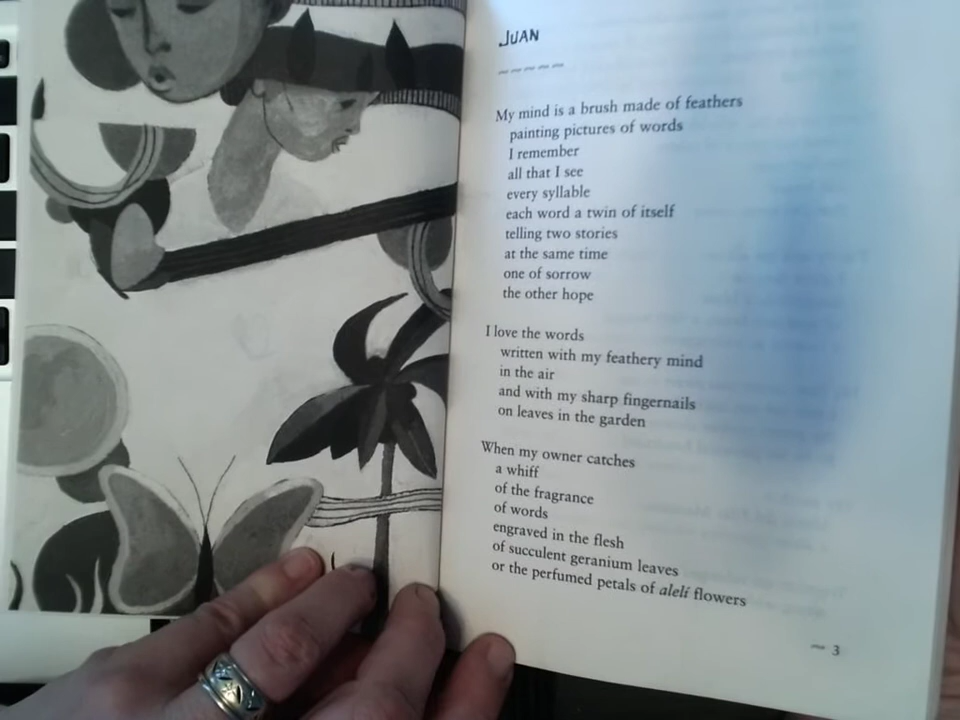 JUAN
My mind is a brush made of feathers
painting pictures of words
I remember
all that I see
every syllable
each word a twin of itself
telling two stories
at the same time
one of sorrow
the other hope
I love the words
written with my feathery mind
in the air
and with my sharp fingernails
on leaves in the garden
When my owner catches
a whiff
of the fragrance
of words
engraved in the flesh
of succulent geranium leaves
or the perfumed petals of alelí flowers
~ 3